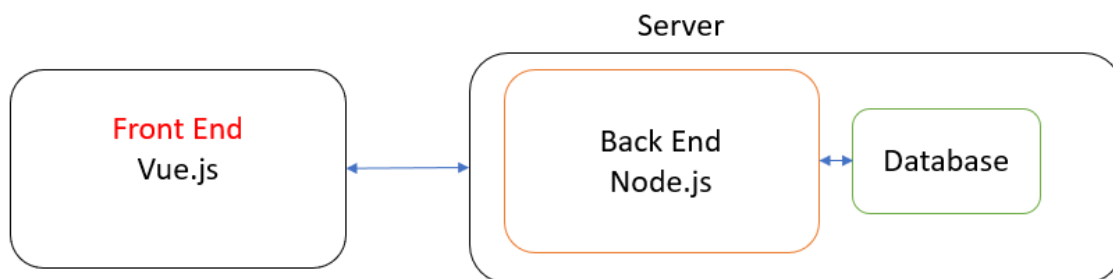 Server
Front End
Vue.js
Back End
Node.js
Database